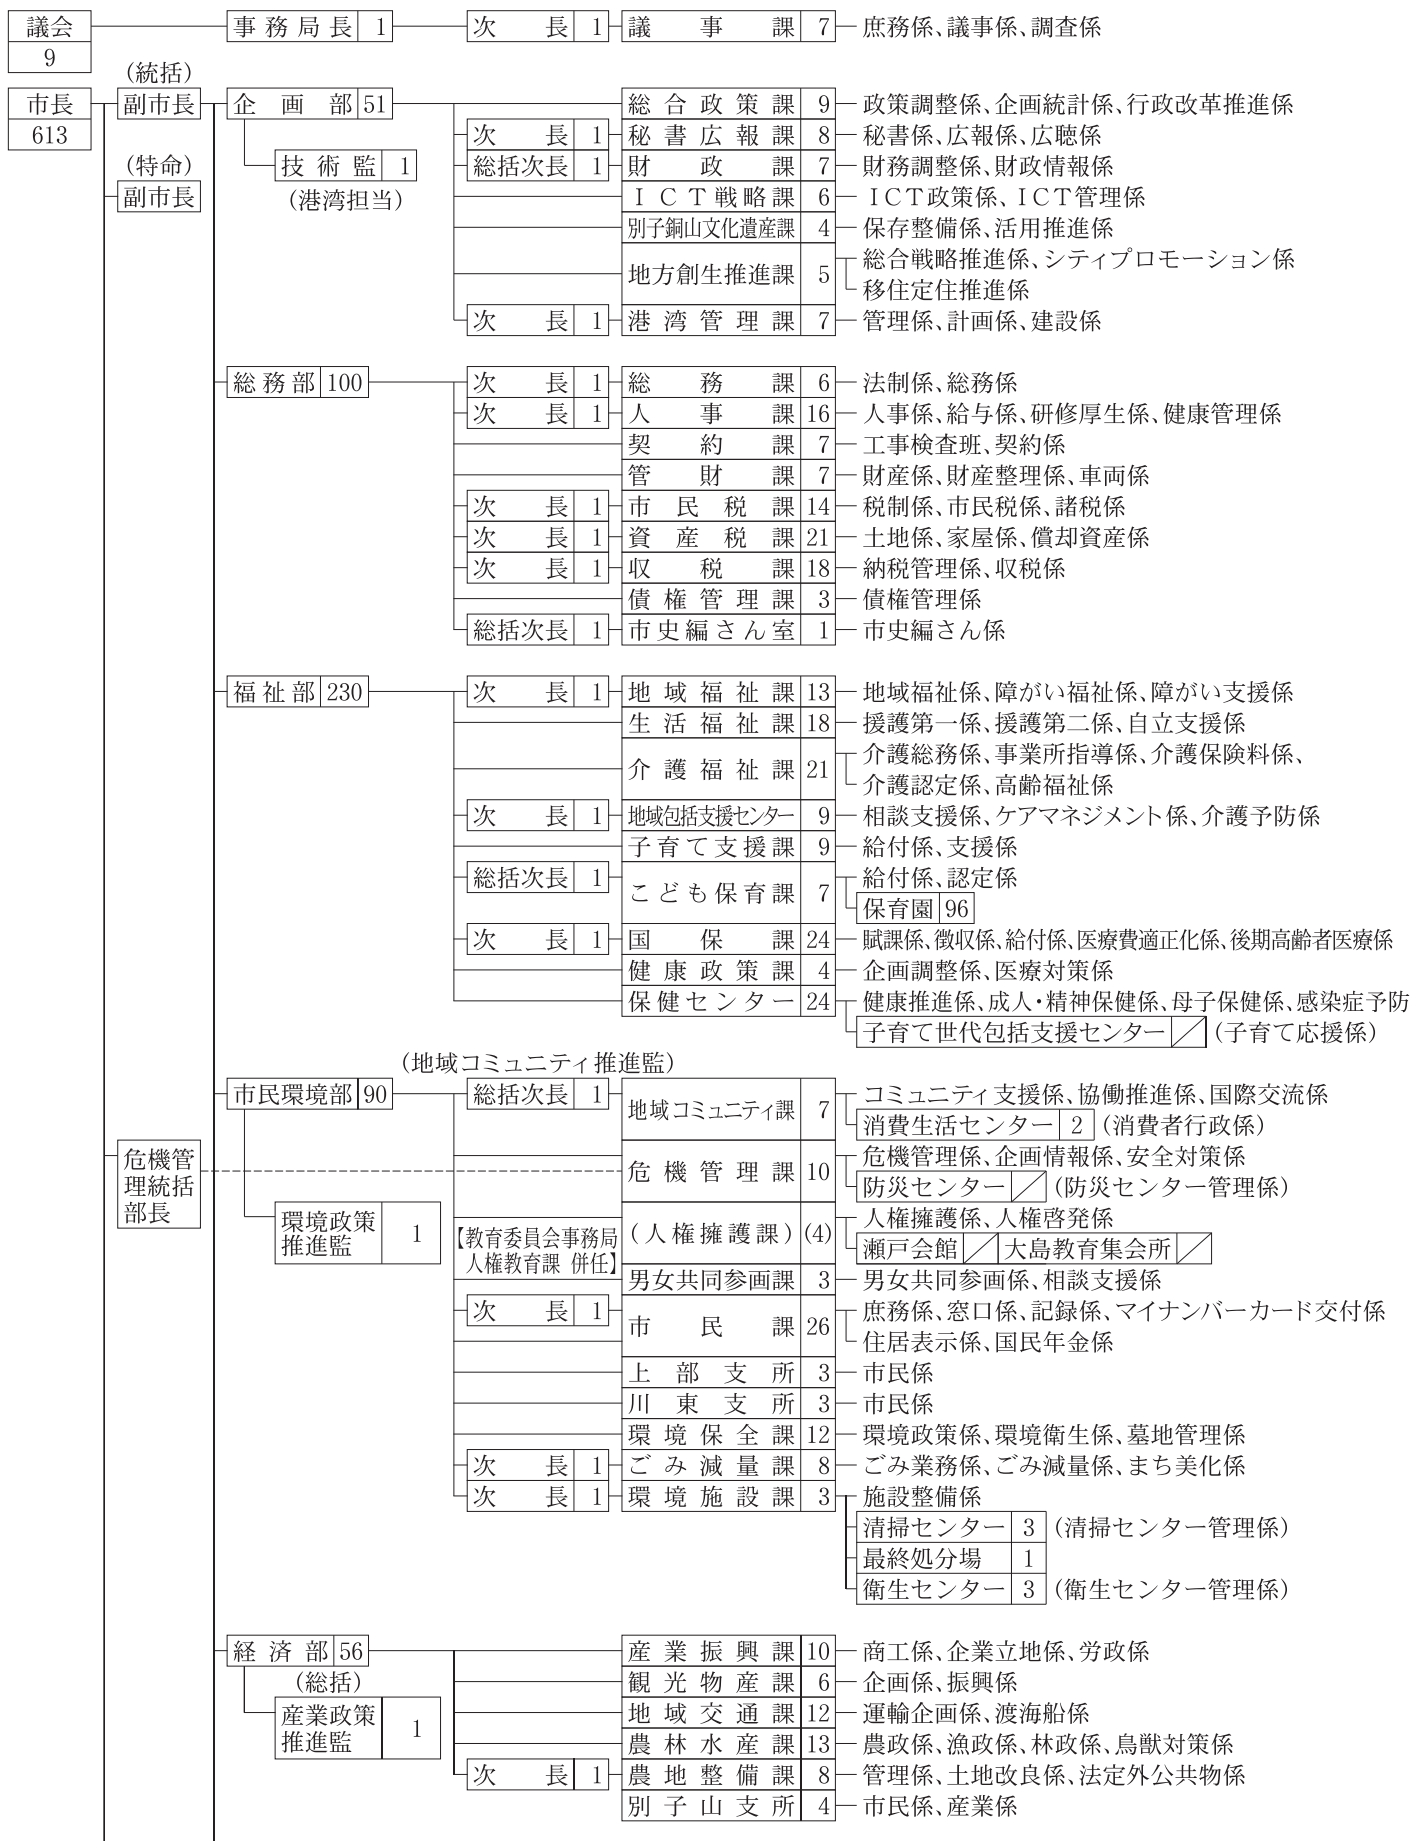 議会 事務局長 1 次長 1 議事課 7 庶務係、議事係、調査係
9
(統括)
市長 副市長 企画部 51 総合政策課 9 政策調整係、企画統計係、行政改革推進係
613 次長 1 秘書広報課 8 秘書係、広報係、広聴係
(特命) 技術監 1 総括次長 1 財政課 7 財務調整係、財政情報係
副市長 (港湾担当) ICT戦略課 6 ICT政策係、ICT管理係
別子銅山文化遺産課 4 保存整備係、活用推進係
地方創生推進課 5 総合戦略推進係、シティプロモーション係
移住定住推進係
次長 1 港湾管理課 7 管理係、計画係、建設係
総務部 100 次長 1 総務課 6 法制係、総務係
次長 1 人事課 16 人事係、給与係、研修厚生係、健康管理係
契約課 7 工事検査班、契約係
管財課 7 財産係、財産整理係、車両係
次長 1 市民税課 14 税制係、市民税係、諸税係
次長 1 資産税課 21 土地係、家屋係、償却資産係
次長 1 収税課 18 納税管理係、収税係
債権管理課 3 債権管理係
総括次長 1 市史編さん室 1 市史編さん係
福祉部 230 次長 1 地域福祉課 13 地域福祉係、障がい福祉係、障がい支援係
生活福祉課 18 援護第一係、援護第二係、自立支援係
介護福祉課 21 介護総務係、事業所指導係、介護保険料係、
介護認定係、高齢福祉係
次長 1 地域包括支援センター 9 相談支援係、ケアマネジメント係、介護予防係
子育て支援課 9 給付係、支援係
総括次長 1 こども保育課 7 給付係、認定係
保育園 96
次長 1 国保課 24 賦課係、徴収係、給付係、医療費適正化係、後期高齢者医療係
健康政策課 4 企画調整係、医療対策係
保健センター 24 健康推進係、成人・精神保健係、母子保健係、感染症予防
子育て世代包括支援センター (子育て応援係)
(地域コミュニティ推進監)
市民環境部 90 総括次長 1 地域コミュニティ課 7 コミュニティ支援係、協働推進係、国際交流係
消費生活センター 2 (消費者行政係)
危機管理統括部長 危機管理課 10 危機管理係、企画情報係、安全対策係
防災センター (防災センター管理係)
環境政策 1 (人権擁護課) (4) 人権擁護係、人権啓発係
推進監 【教育委員会事務局 瀬戸会館 大島教育集会所
人権教育課 併任】 男女共同参画課 3 男女共同参画係、相談支援係
次長 1 市民課 26 庶務係、窓口係、記録係、マイナンバーカード交付係
住居表示係、国民年金係
上部支所 3 市民係
川東支所 3 市民係
環境保全課 12 環境政策係、環境衛生係、墓地管理係
次長 1 ごみ減量課 8 ごみ業務係、ごみ減量係、まち美化係
次長 1 環境施設課 3 施設整備係
清掃センター 3 (清掃センター管理係)
最終処分場 1
衛生センター 3 (衛生センター管理係)
経済部 56 産業振興課 10 商工係、企業立地係、労政係
(総括) 観光物産課 6 企画係、振興係
産業政策 1 地域交通課 12 運輸企画係、渡海船係
推進監 農林水産課 13 農政係、漁政係、林政係、鳥獣対策係
次長 1 農地整備課 8 管理係、土地改良係、法定外公共物係
別子山支所 4 市民係、産業係